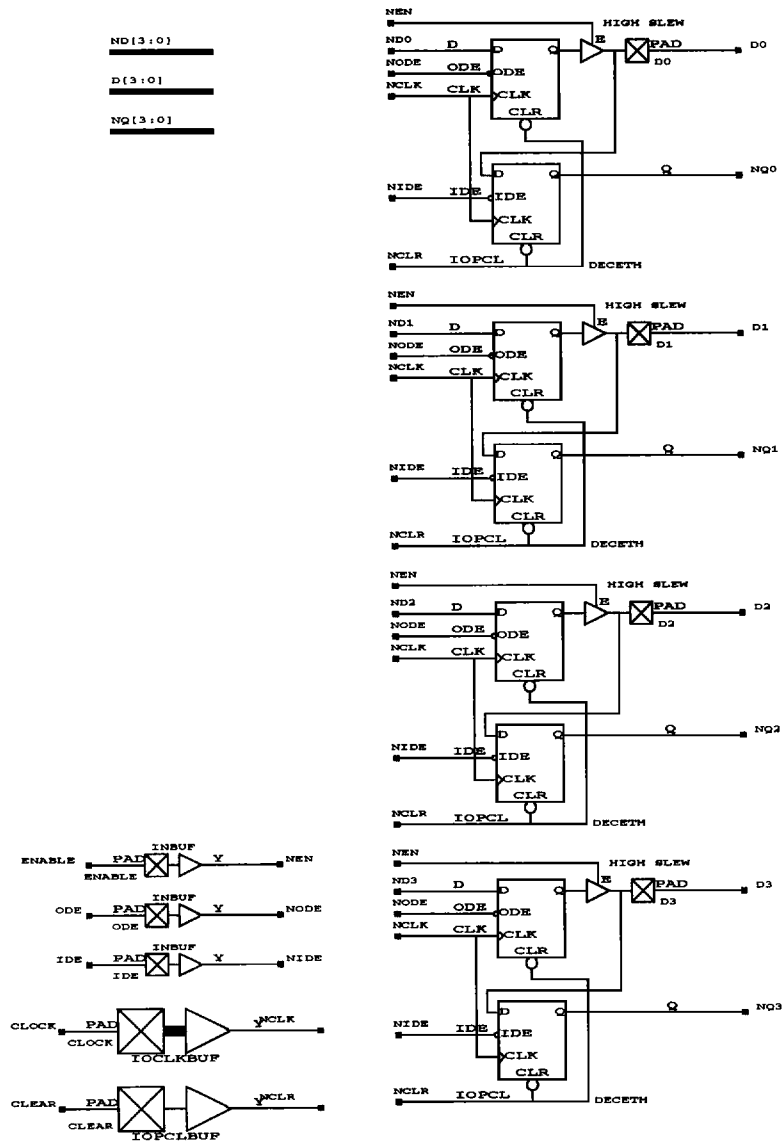 ND[3:0]
D[3:0]
NQ[3:0]
NEN HIGH SLEW
ND0 D D Q E PAD D0
D0
NODE ODE ODE
NCLK CLK CLK
CLR
D Q Q NQ0
NIDE IDE IDE
CLK
CLR
NCLR IOPCL DECETH
NEN HIGH SLEW
ND1 D D Q E PAD D1
D1
NODE ODE ODE
NCLK CLK CLK
CLR
D Q Q NQ1
NIDE IDE IDE
CLK
CLR
NCLR IOPCL DECETH
NEN HIGH SLEW
ND2 D D Q E PAD D2
D2
NODE ODE ODE
NCLK CLK CLK
CLR
D Q Q NQ2
NIDE IDE IDE
CLK
CLR
NCLR IOPCL DECETH
NEN HIGH SLEW
ND3 D D Q E PAD D3
D3
NODE ODE ODE
NCLK CLK CLK
CLR
D Q Q NQ3
NIDE IDE IDE
CLK
CLR
NCLR IOPCL DECETH
INBUF
ENABLE PAD Y NEN
ENABLE
INBUF
ODE PAD Y NODE
ODE
INBUF
IDE PAD Y NIDE
IDE
CLOCK PAD Y NCLK
CLOCK
IOCLKBUF
CLEAR PAD Y NCLR
CLEAR
IOPCLBUF